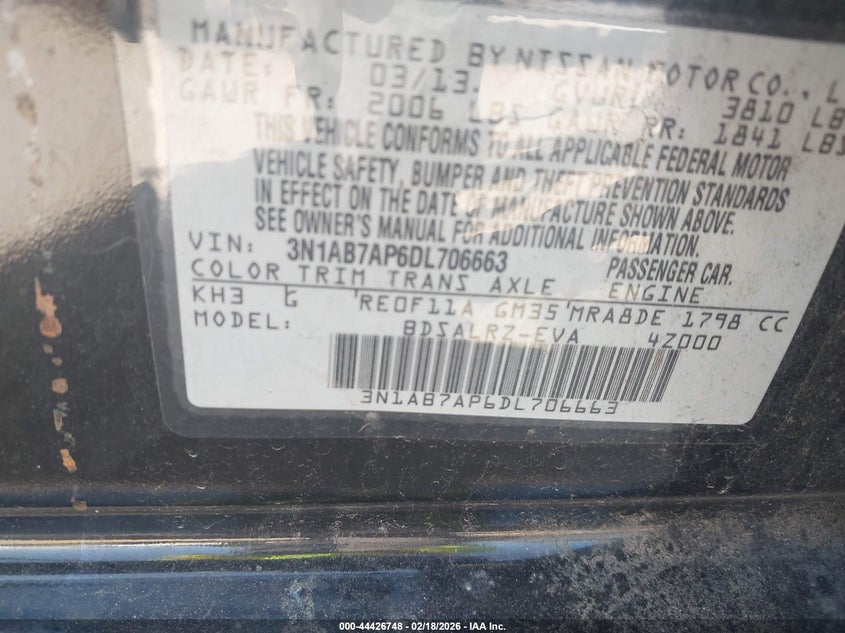 MANUFACTURED BY NISSAN MOTOR CO., L
DATE: 03/13. GVWR: 3810 LB
GAWR FR: 2006 LBS GAWR RR: 1841 LBS
THIS VEHICLE CONFORMS TO ALL APPLICABLE FEDERAL MOTOR
VEHICLE SAFETY, BUMPER AND THEFT PREVENTION STANDARDS
IN EFFECT ON THE DATE OF MANUFACTURE SHOWN ABOVE.
SEE OWNER'S MANUAL FOR ADDITIONAL INFORMATION.
VIN: 3N1AB7AP6DL706663 PASSENGER CAR.
COLOR TRIM TRANS AXLE ENGINE
KH3 G 'RE0F11A GM35'MRA8DE 1798 CC
MODEL: BDSALRZ-EVA 4Z000
3N1AB7AP6DL706663
000-44426748 - 02/18/2026 - IAA Inc.